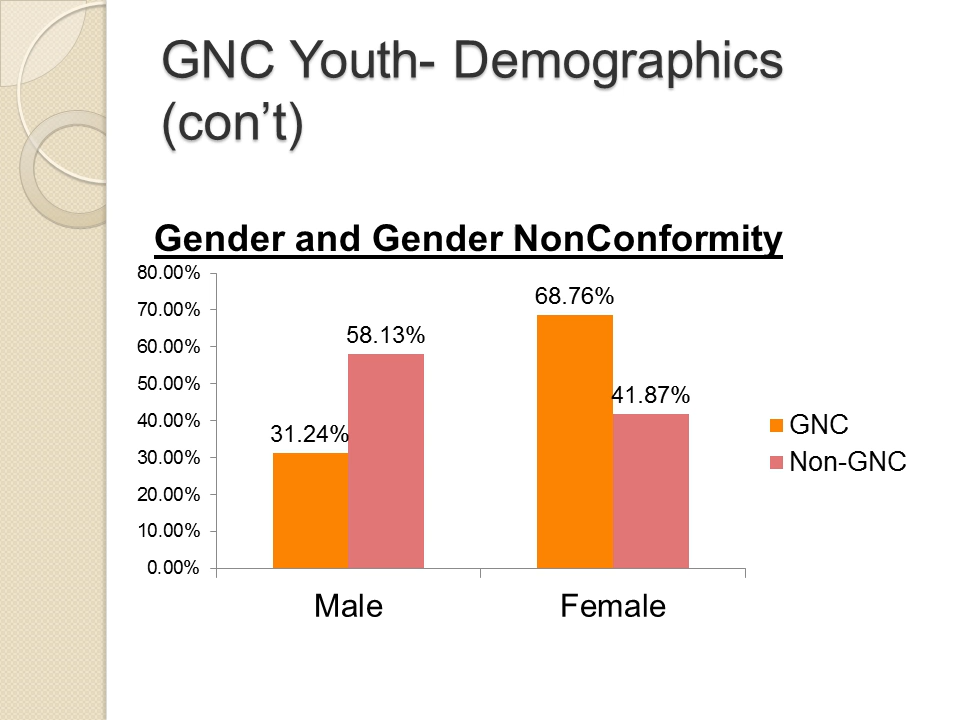 GNC Youth- Demographics
(con’t)
Gender and Gender NonConformity
80.00%
70.00%
60.00%
50.00%
40.00%
30.00%
20.00%
10.00%
0.00%
31.24%
58.13%
68.76%
41.87%
Male
Female
GNC
Non-GNC